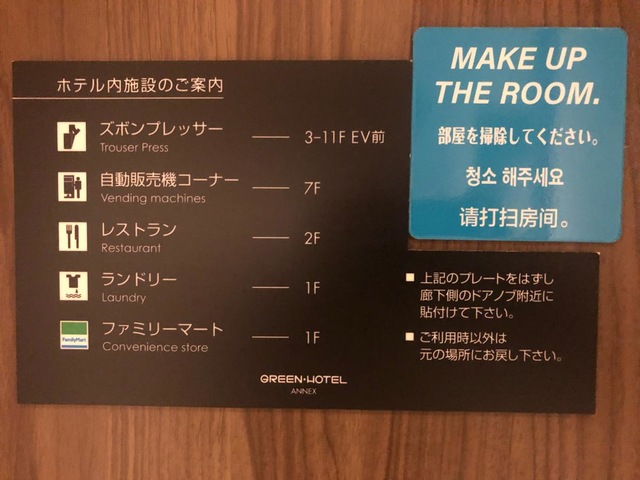 ホテル内施設のご案内
ズボンプレッサー 3-11F EV前
Trouser Press
自動販売機コーナー 7F
Vending machines
レストラン 2F
Restaurant
ランドリー 1F
Laundry
FamilyMart
ファミリーマート 1F
Convenience store
GREEN・HOTEL
ANNEX
MAKE UP
THE ROOM.
部屋を掃除してください。
청소 해주세요
请打扫房间。
■ 上記のプレートをはずし
廊下側のドアノブ附近に
貼付けて下さい。
■ ご利用時以外は
元の場所にお戻し下さい。